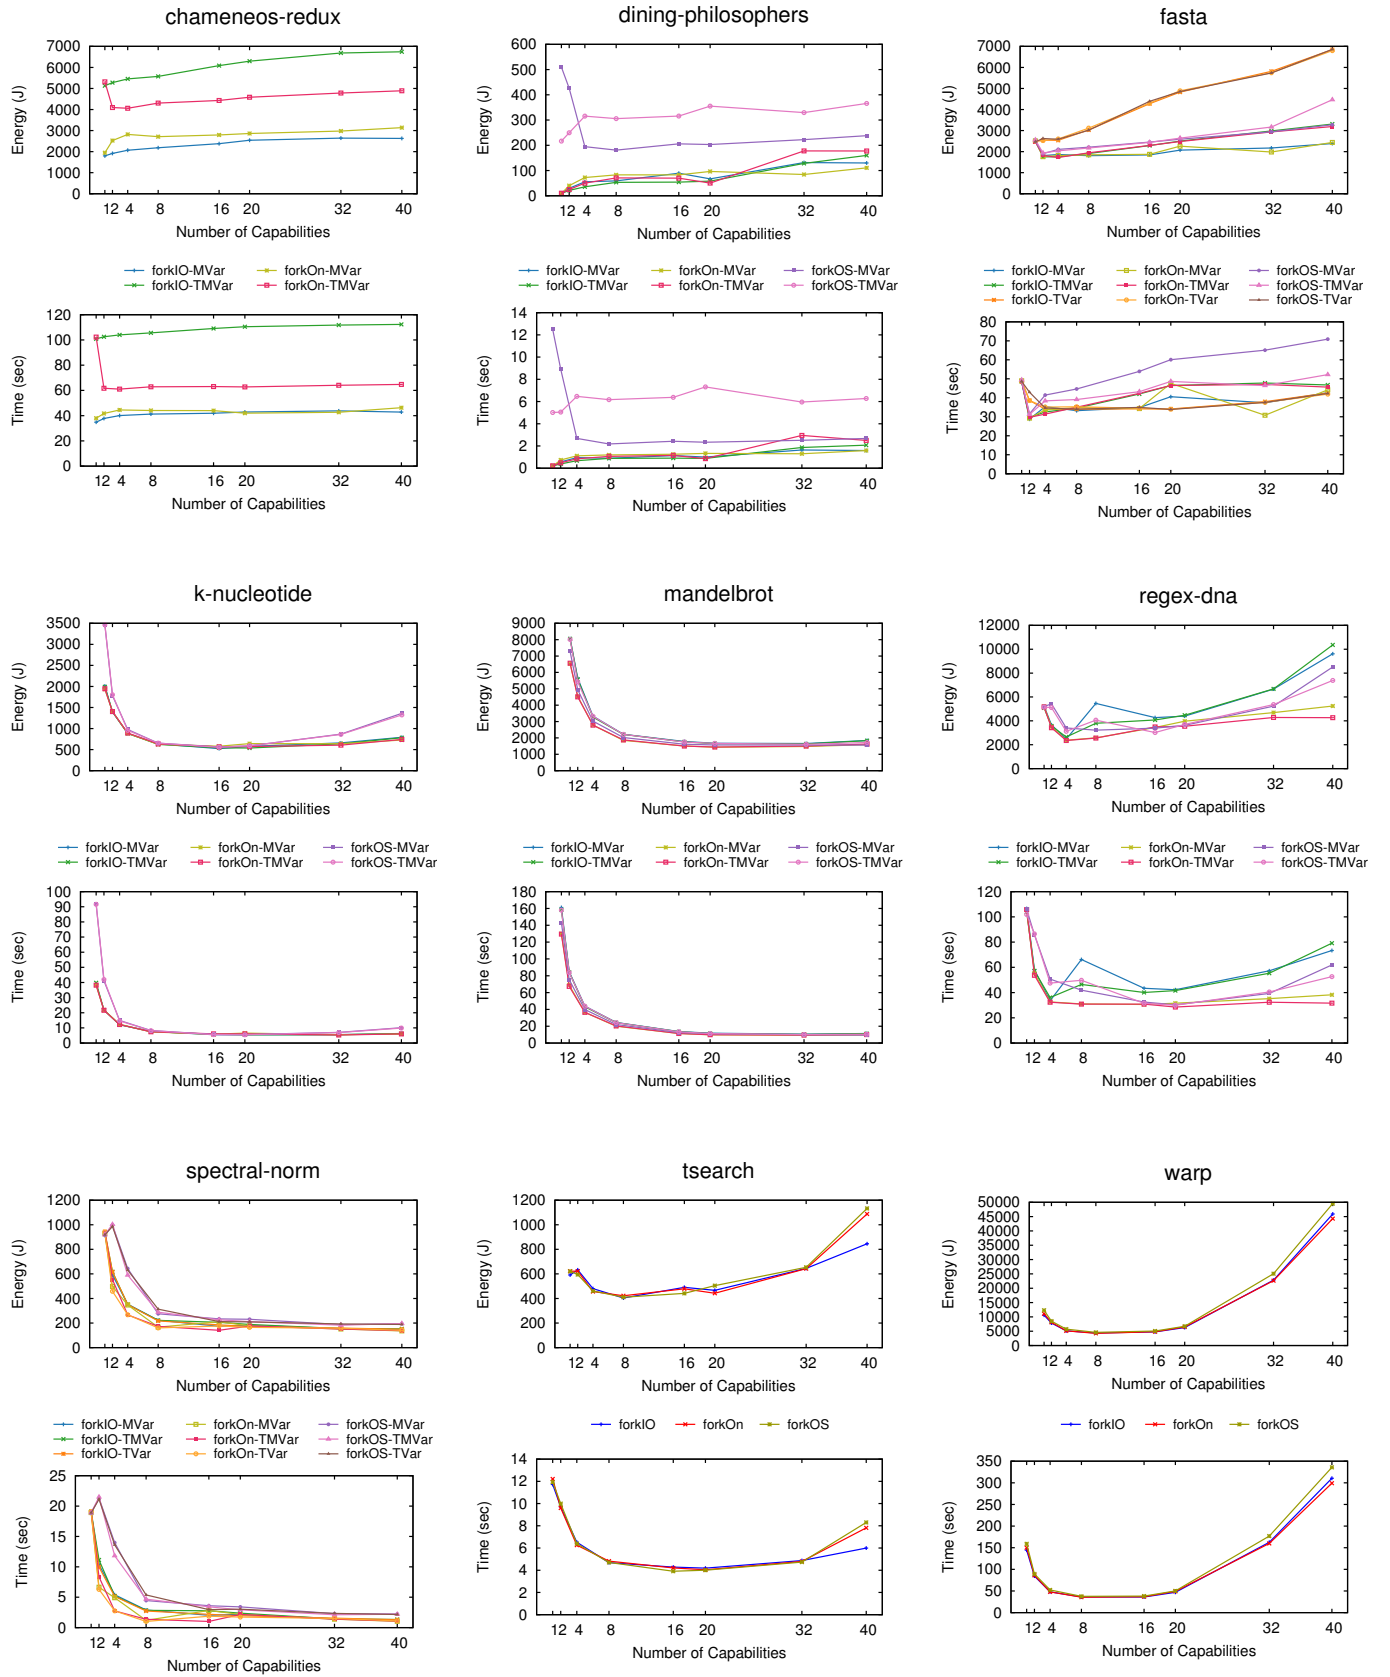 chameneos-redux
7000
6000
5000
4000
3000
2000
1000
0
Energy (J)
12 4 8 16 20 32 40
Number of Capabilities
forkIO-MVar forkOn-MVar
forkIO-TMVar forkOn-TMVar
120
100
80
60
40
20
0
Time (sec)
12 4 8 16 20 32 40
Number of Capabilities
dining-philosophers
600
500
400
300
200
100
0
Energy (J)
12 4 8 16 20 32 40
Number of Capabilities
forkIO-MVar forkOn-MVar forkOS-MVar
forkIO-TMVar forkOn-TMVar forkOS-TMVar
14
12
10
8
6
4
2
0
Time (sec)
12 4 8 16 20 32 40
Number of Capabilities
fasta
7000
6000
5000
4000
3000
2000
1000
0
Energy (J)
12 4 8 16 20 32 40
Number of Capabilities
forkIO-MVar forkOn-MVar forkOS-MVar
forkIO-TMVar forkOn-TMVar forkOS-TMVar
forkIO-TVar forkOn-TVar forkOS-TVar
80
70
60
50
40
30
20
10
0
Time (sec)
12 4 8 16 20 32 40
Number of Capabilities
k-nucleotide
3500
3000
2500
2000
1500
1000
500
0
Energy (J)
12 4 8 16 20 32 40
Number of Capabilities
forkIO-MVar forkOn-MVar forkOS-MVar
forkIO-TMVar forkOn-TMVar forkOS-TMVar
100
90
80
70
60
50
40
30
20
10
0
Time (sec)
12 4 8 16 20 32 40
Number of Capabilities
mandelbrot
9000
8000
7000
6000
5000
4000
3000
2000
1000
0
Energy (J)
12 4 8 16 20 32 40
Number of Capabilities
forkIO-MVar forkOn-MVar forkOS-MVar
forkIO-TMVar forkOn-TMVar forkOS-TMVar
180
160
140
120
100
80
60
40
20
0
Time (sec)
12 4 8 16 20 32 40
Number of Capabilities
regex-dna
12000
10000
8000
6000
4000
2000
0
Energy (J)
12 4 8 16 20 32 40
Number of Capabilities
forkIO-MVar forkOn-MVar forkOS-MVar
forkIO-TMVar forkOn-TMVar forkOS-TMVar
120
100
80
60
40
20
0
Time (sec)
12 4 8 16 20 32 40
Number of Capabilities
spectral-norm
1200
1000
800
600
400
200
0
Energy (J)
12 4 8 16 20 32 40
Number of Capabilities
forkIO-MVar forkOn-MVar forkOS-MVar
forkIO-TMVar forkOn-TMVar forkOS-TMVar
forkIO-TVar forkOn-TVar forkOS-TVar
25
20
15
10
5
0
Time (sec)
12 4 8 16 20 32 40
Number of Capabilities
tsearch
1200
1000
800
600
400
200
0
Energy (J)
12 4 8 16 20 32 40
Number of Capabilities
forkIO forkOn forkOS
14
12
10
8
6
4
2
0
Time (sec)
12 4 8 16 20 32 40
Number of Capabilities
warp
50000
45000
40000
35000
30000
25000
20000
15000
10000
5000
0
Energy (J)
12 4 8 16 20 32 40
Number of Capabilities
forkIO forkOn forkOS
350
300
250
200
150
100
50
0
Time (sec)
12 4 8 16 20 32 40
Number of Capabilities